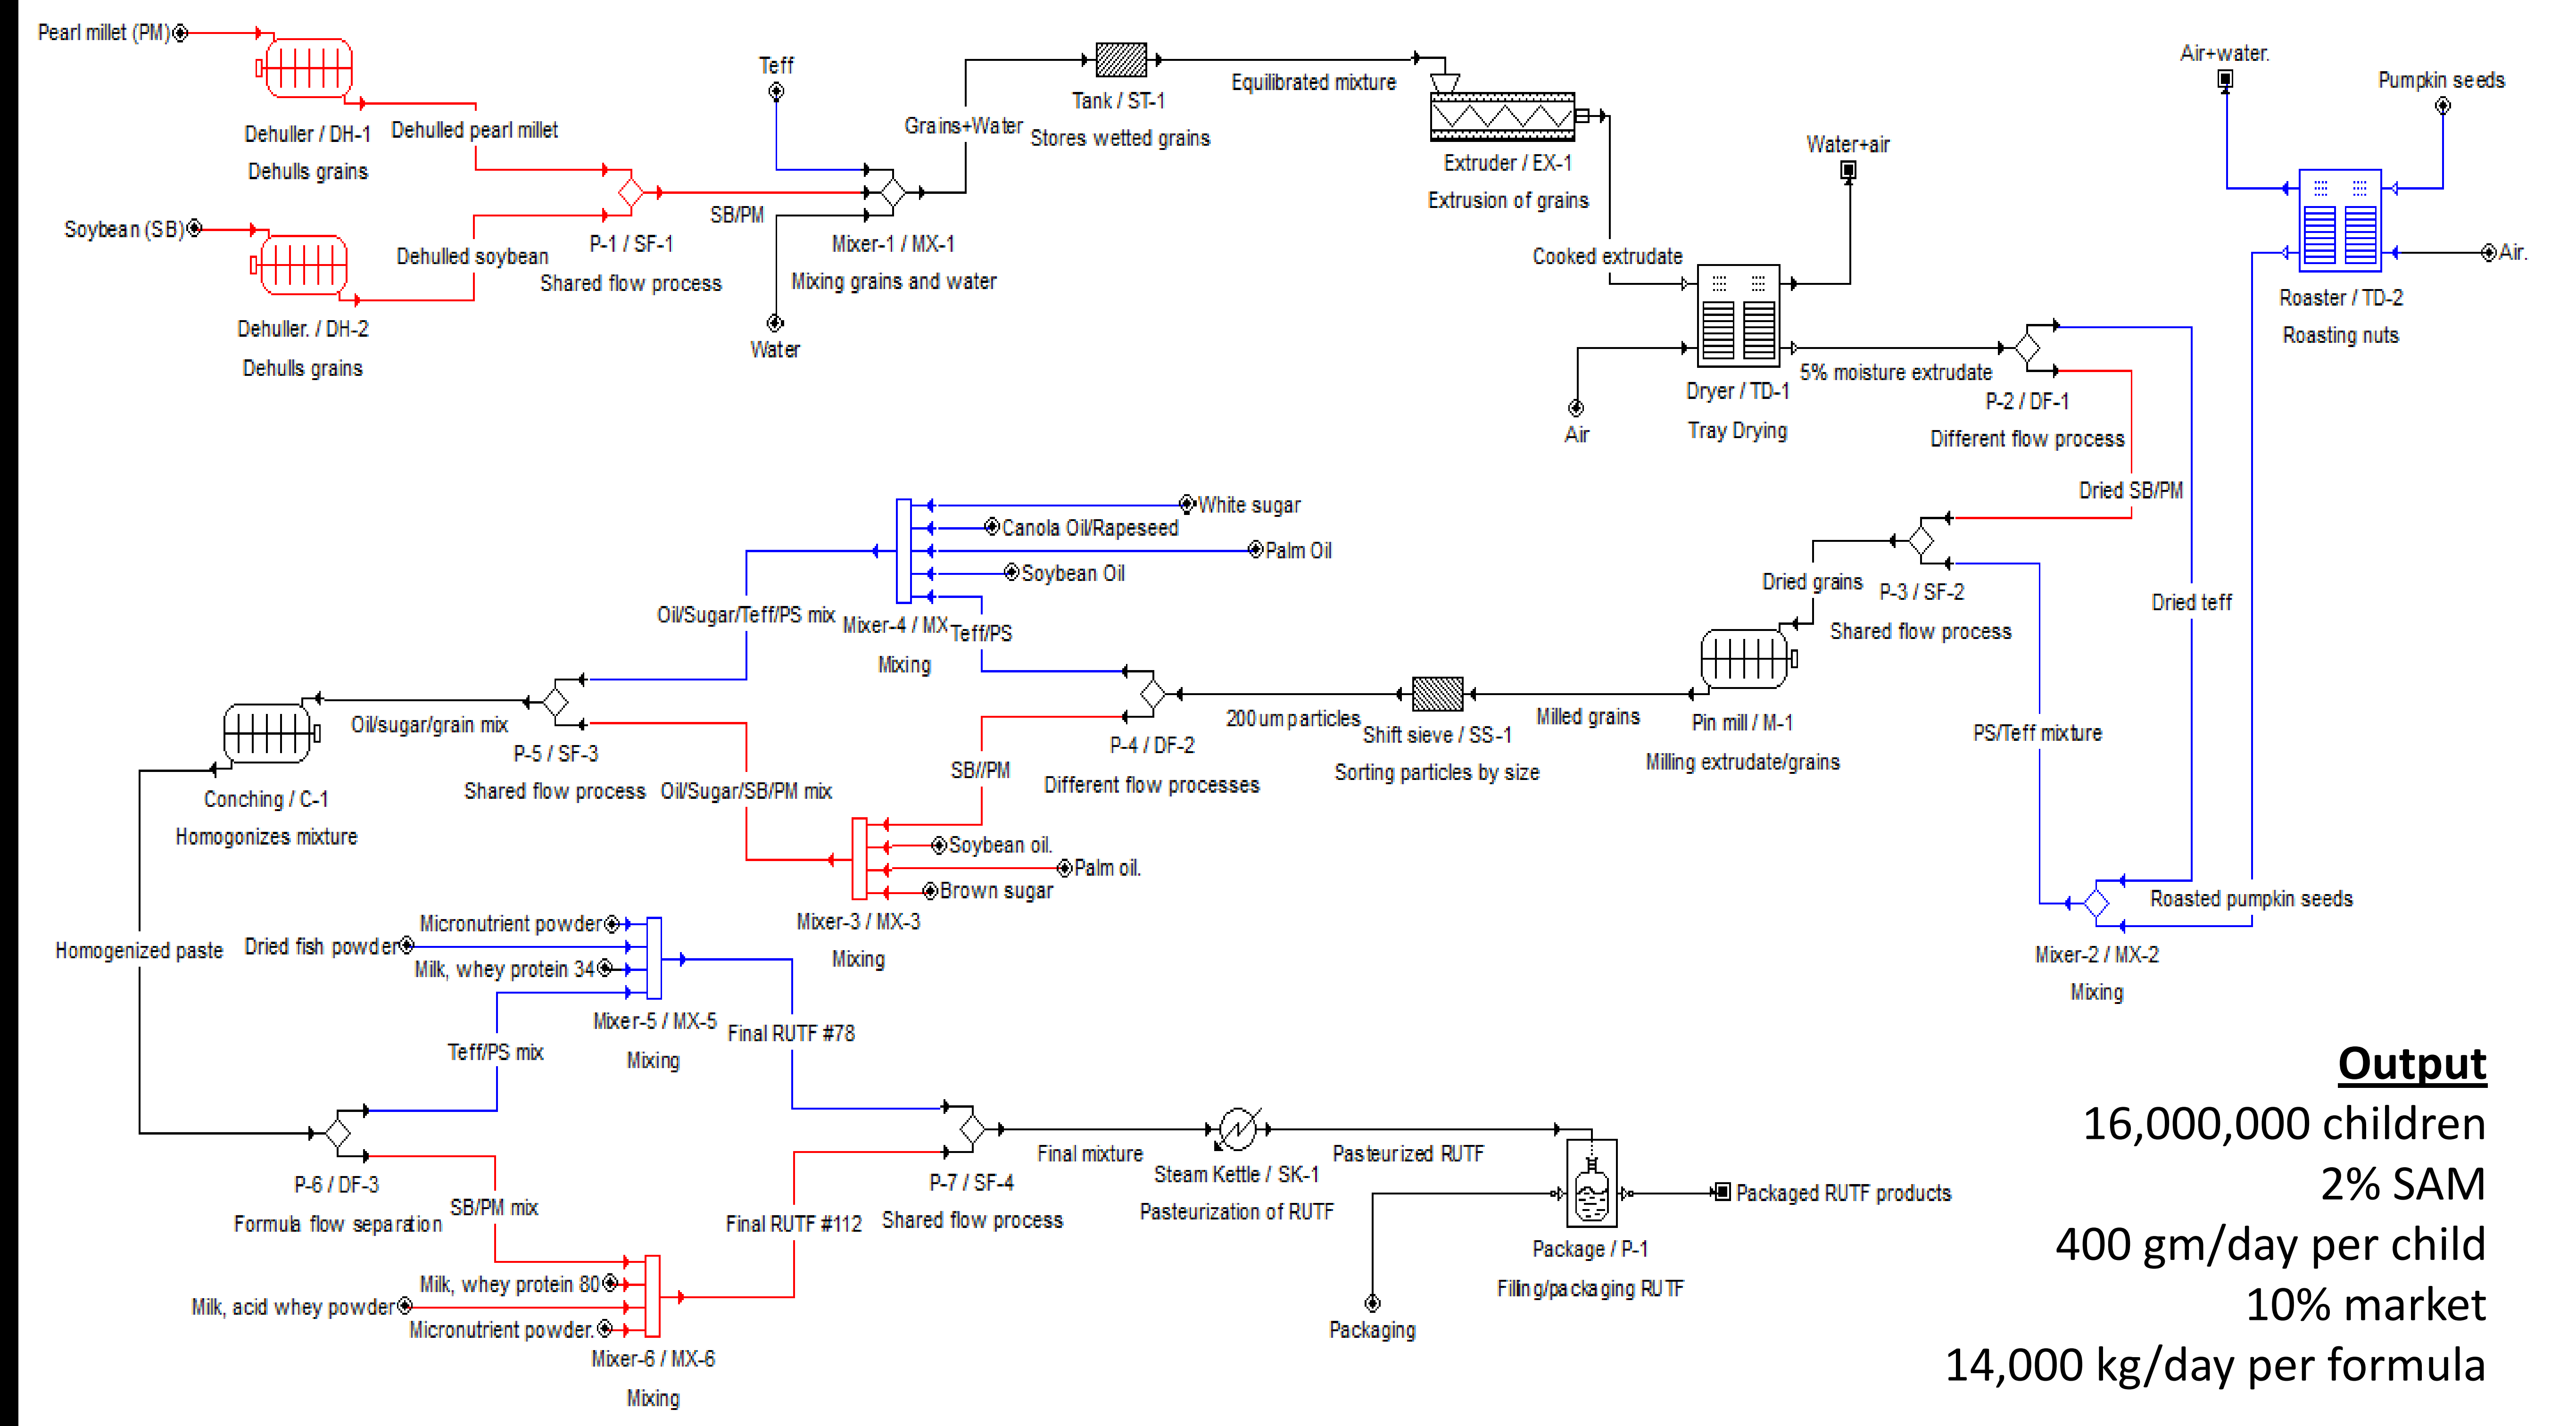 Pearl millet (PM)
Dehuller / DH-1
Dehulls grains
Dehulled pearl millet
Soybean (SB)
Dehuller. / DH-2
Dehulls grains
Dehulled soybean
P-1 / SF-1
Shared flow process
SB/PM
Teff
Mixer-1 / MX-1
Mixing grains and water
Water
Grains+Water
Tank / ST-1
Stores wetted grains
Equilibrated mixture
Extruder / EX-1
Extrusion of grains
Cooked extrudate
Water+air
Air
Dryer / TD-1
Tray Drying
5% moisture extrudate
P-2 / DF-1
Different flow process
Air+water.
Pumpkin seeds
Air.
Roaster / TD-2
Roasting nuts
Dried SB/PM
Dried teff
Roasted pumpkin seeds
Mixer-2 / MX-2
Mixing
PS/Teff mixture
P-3 / SF-2
Shared flow process
Dried grains
Pin mill / M-1
Milling extrudate/grains
Milled grains
Shift sieve / SS-1
Sorting particles by size
200 um particles
P-4 / DF-2
Different flow processes
Teff/PS
SB//PM
White sugar
Canola Oil/Rapeseed
Palm Oil
Soybean Oil
Mixer-4 / MX
Mixing
Oil/Sugar/Teff/PS mix
Soybean oil.
Palm oil.
Brown sugar
Mixer-3 / MX-3
Mixing
Oil/Sugar/SB/PM mix
P-5 / SF-3
Shared flow process
Oil/sugar/grain mix
Conching / C-1
Homogonizes mixture
Homogenized paste
P-6 / DF-3
Formula flow separation
Teff/PS mix
SB/PM mix
Micronutrient powder
Dried fish powder
Milk, whey protein 34
Mixer-5 / MX-5
Mixing
Final RUTF #78
Milk, whey protein 80
Milk, acid whey powder
Micronutrient powder.
Mixer-6 / MX-6
Mixing
Final RUTF #112
P-7 / SF-4
Shared flow process
Final mixture
Steam Kettle / SK-1
Pasteurization of RUTF
Pasteurized RUTF
Package / P-1
Filling/packaging RUTF
Packaging
Packaged RUTF products
Output
16,000,000 children
2% SAM
400 gm/day per child
10% market
14,000 kg/day per formula